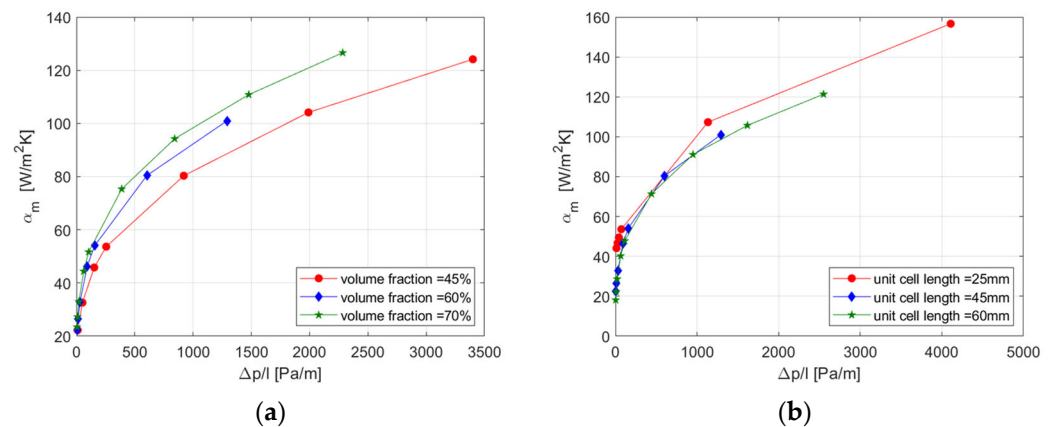 140
120
100
80
60
40
20
0
500
1000
1500
2000
2500
3000
3500
αm [W/m²K]
Δp/l [Pa/m]
volume fraction =45%
volume fraction =60%
volume fraction =70%
(a)
160
140
120
100
80
60
40
20
0
0
1000
2000
3000
4000
5000
αm [W/m²K]
Δp/l [Pa/m]
unit cell length =25mm
unit cell length =45mm
unit cell length =60mm
(b)